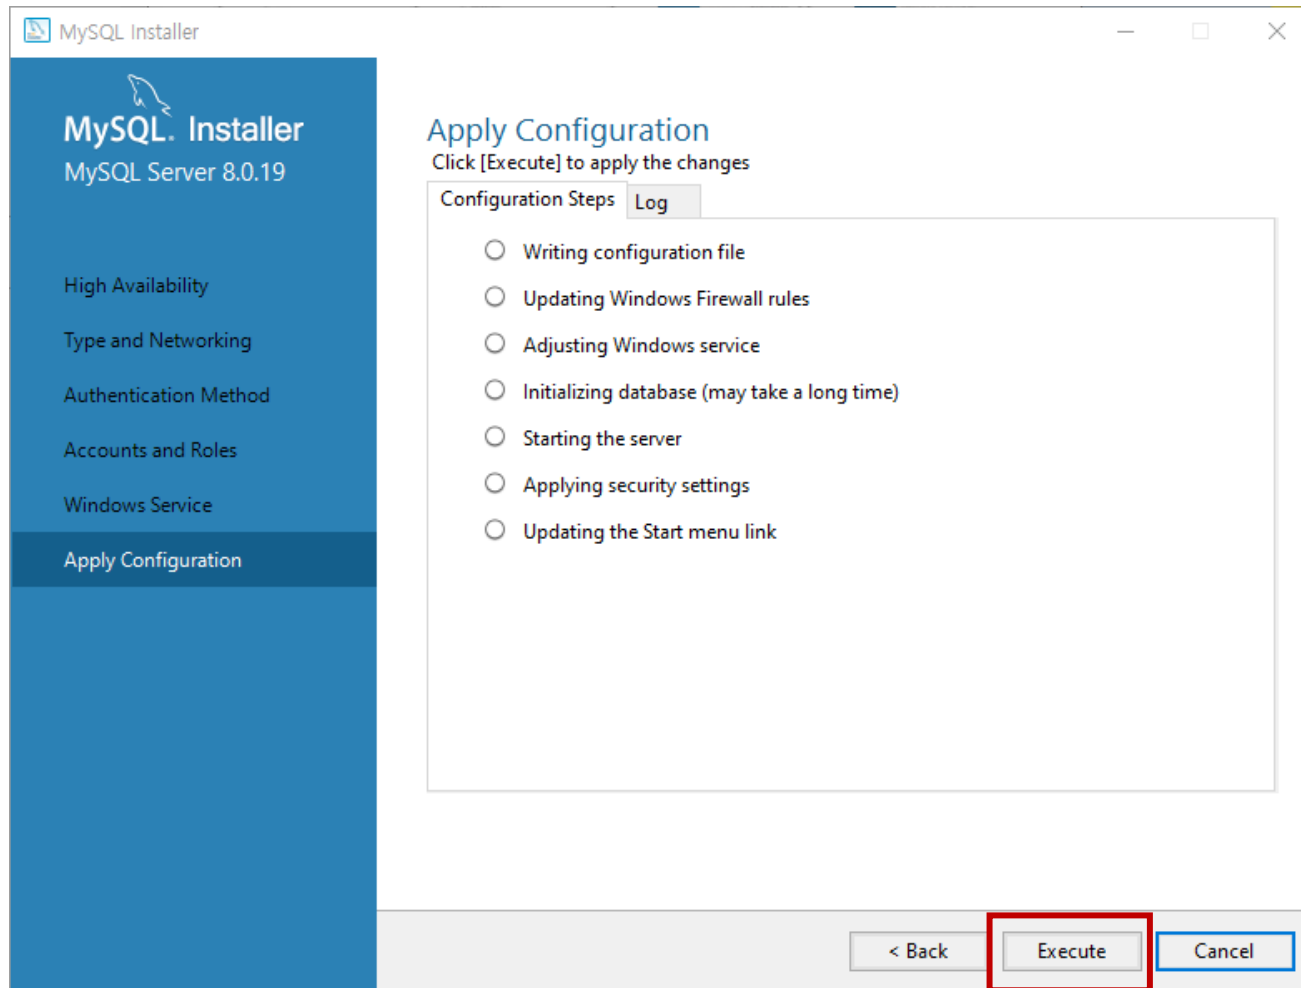 MySQL Installer
MySQL. Installer
MySQL Server 8.0.19
High Availability
Type and Networking
Authentication Method
Accounts and Roles
Windows Service
Apply Configuration
Apply Configuration
Click [Execute] to apply the changes
Configuration Steps
Log
Writing configuration file
Updating Windows Firewall rules
Adjusting Windows service
Initializing database (may take a long time)
Starting the server
Applying security settings
Updating the Start menu link
< Back
Execute
Cancel